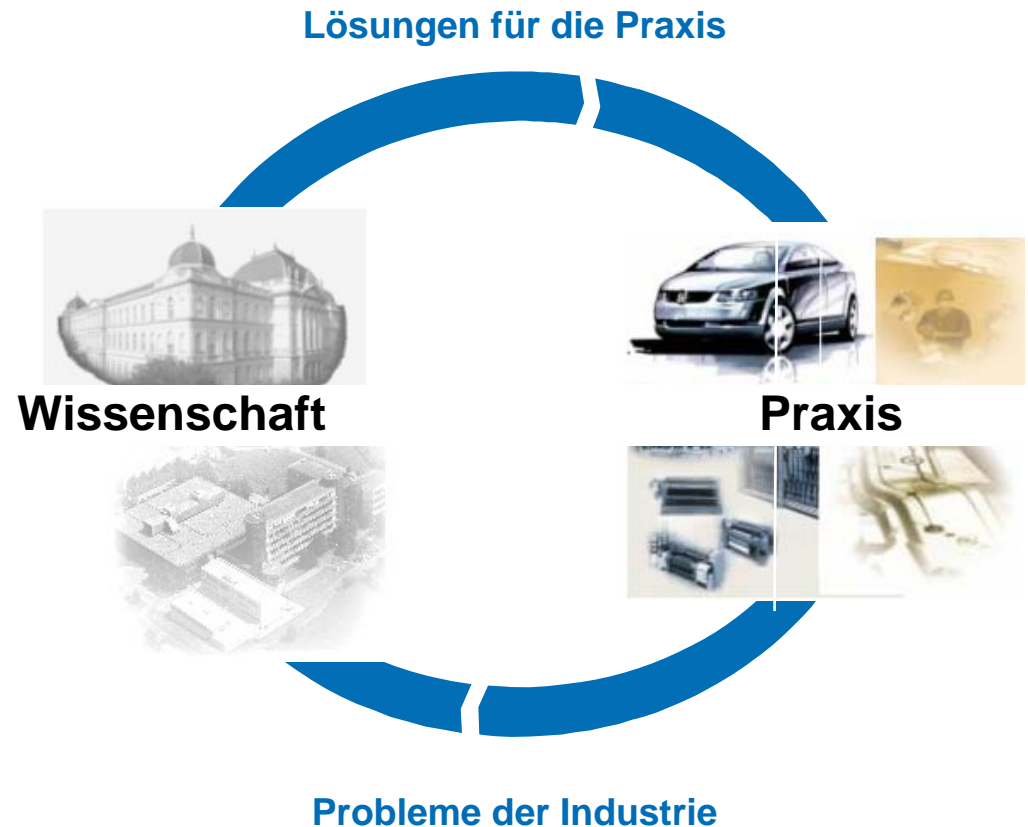 Lösungen für die Praxis
Wissenschaft
Praxis
Probleme der Industrie